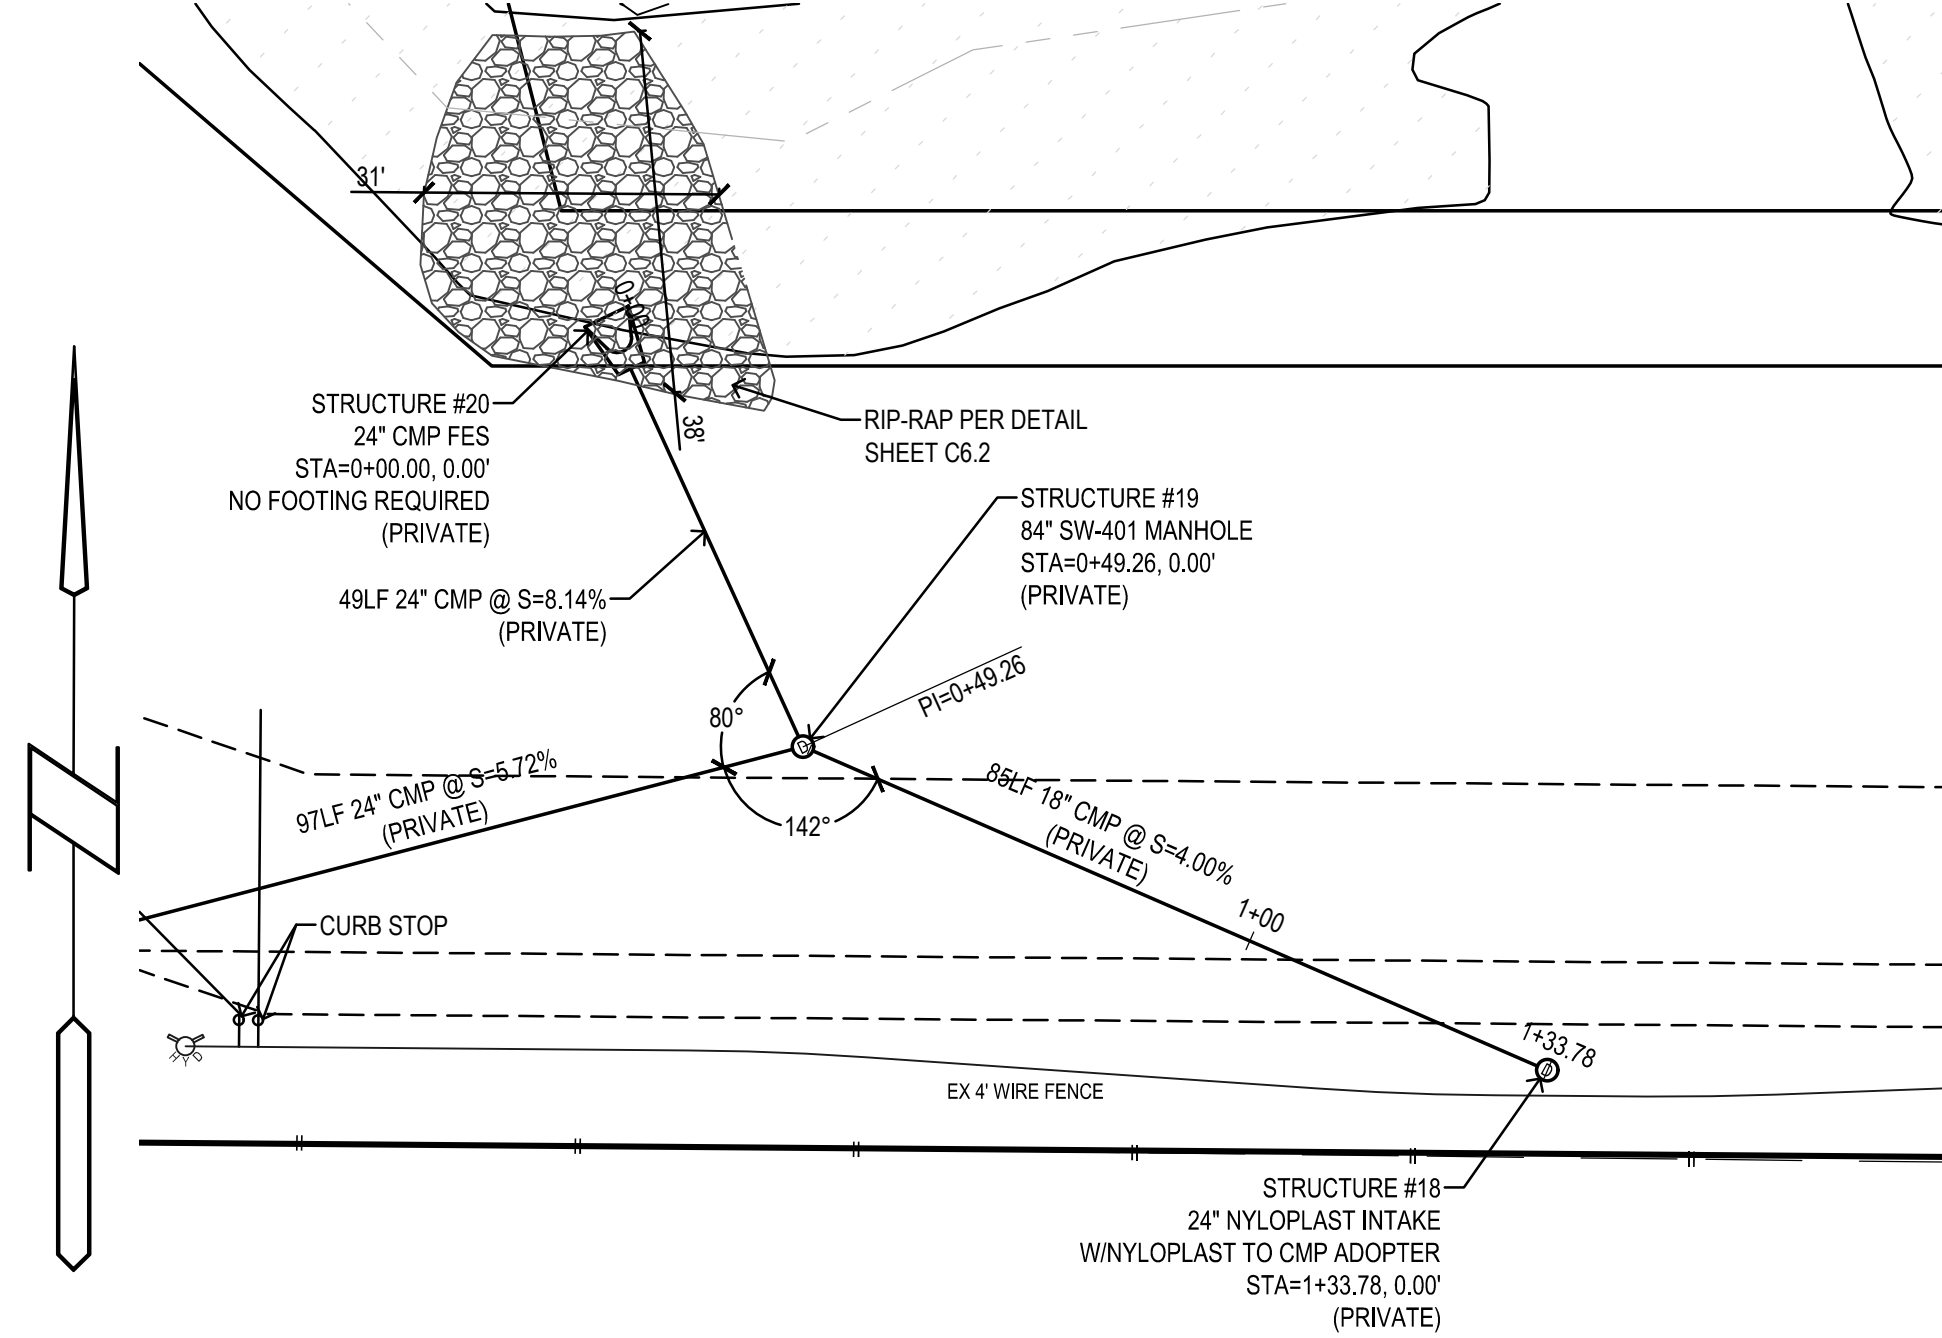 31'
0+00
38'
STRUCTURE #20
24" CMP FES
STA=0+00.00, 0.00'
NO FOOTING REQUIRED
(PRIVATE)
RIP-RAP PER DETAIL
SHEET C6.2
STRUCTURE #19
84" SW-401 MANHOLE
STA=0+49.26, 0.00'
(PRIVATE)
49LF 24" CMP @ S=8.14%
(PRIVATE)
PI=0+49.26
80°
D
142°
97LF 24" CMP @ S=5.72%
(PRIVATE)
85LF 18" CMP @ S=4.00%
(PRIVATE)
1+00
CURB STOP
N
HYD
1+33.78
D
EX 4' WIRE FENCE
STRUCTURE #18
24" NYLOPLAST INTAKE
W/NYLOPLAST TO CMP ADOPTER
STA=1+33.78, 0.00'
(PRIVATE)